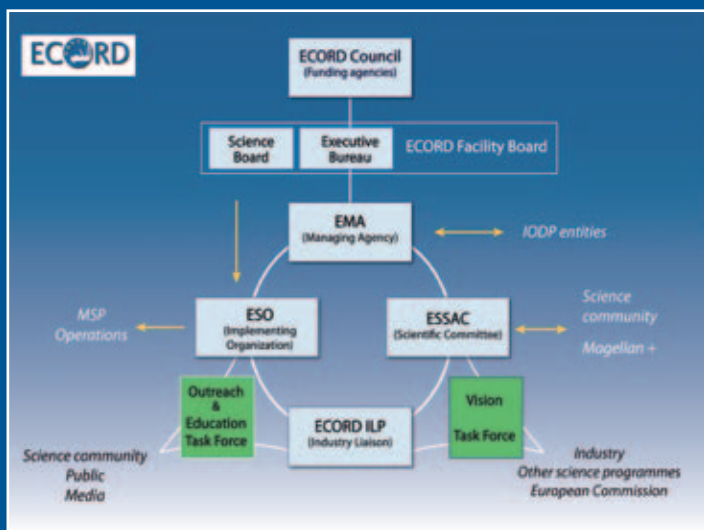 ECORD
ECORD Council
(Funding agencies)
Science
Board
Executive
Bureau
ECORD Facility Board
EMA
(Managing Agency)
IODP entities
MSP
Operations
ESO
(Implementing
Organization)
ESSAC
(Scientific Committee)
Science
community
Magellan +
Outreach
&
Education
Task Force
ECORD ILP
(Industry Liaison)
Vision
Task Force
Science community
Public
Media
Industry
Other science programmes
European Commission